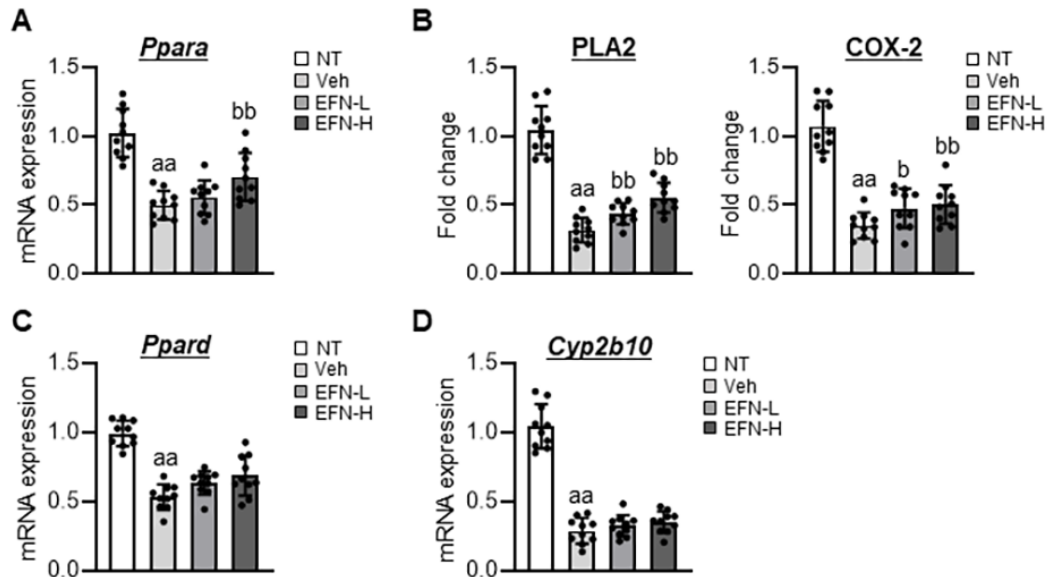 A
Ppara
NT
Veh
EFN-L
EFN-H
mRNA expression
1.5
1.0
0.5
0.0
aa
bb
B
PLA2
Fold change
1.5
1.0
0.5
0.0
aa
bb
bb
COX-2
NT
Veh
EFN-L
EFN-H
Fold change
1.5
1.0
0.5
0.0
aa
b
bb
C
Ppard
NT
Veh
EFN-L
EFN-H
mRNA expression
1.5
1.0
0.5
0.0
aa
D
Cyp2b10
NT
Veh
EFN-L
EFN-H
mRNA expression
1.5
1.0
0.5
0.0
aa